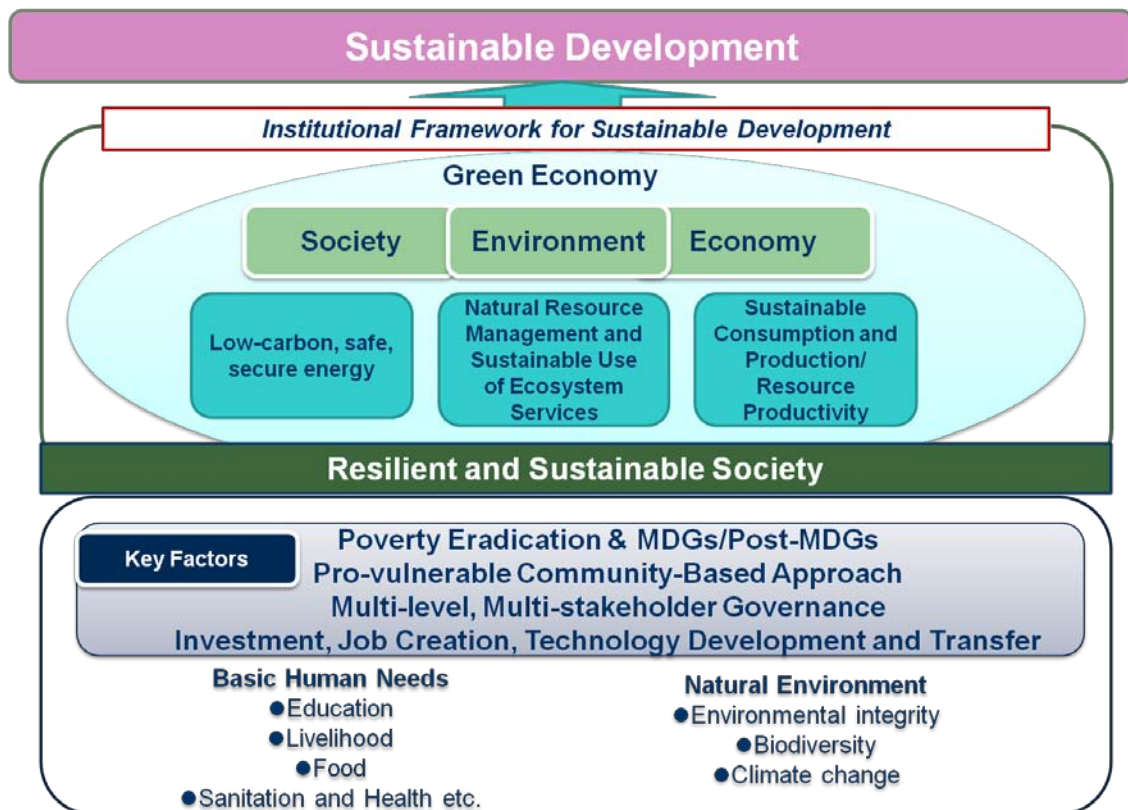 Sustainable Development
Institutional Framework for Sustainable Development
Green Economy
Society
Environment
Economy
Low-carbon, safe,
secure energy
Natural Resource
Management and
Sustainable Use
of Ecosystem
Services
Sustainable
Consumption and
Production/
Resource
Productivity
Resilient and Sustainable Society
Key Factors
Poverty Eradication & MDGs/Post-MDGs
Pro-vulnerable Community-Based Approach
Multi-level, Multi-stakeholder Governance
Investment, Job Creation, Technology Development and Transfer
Basic Human Needs
●Education
●Livelihood
●Food
●Sanitation and Health etc.
Natural Environment
●Environmental integrity
●Biodiversity
●Climate change